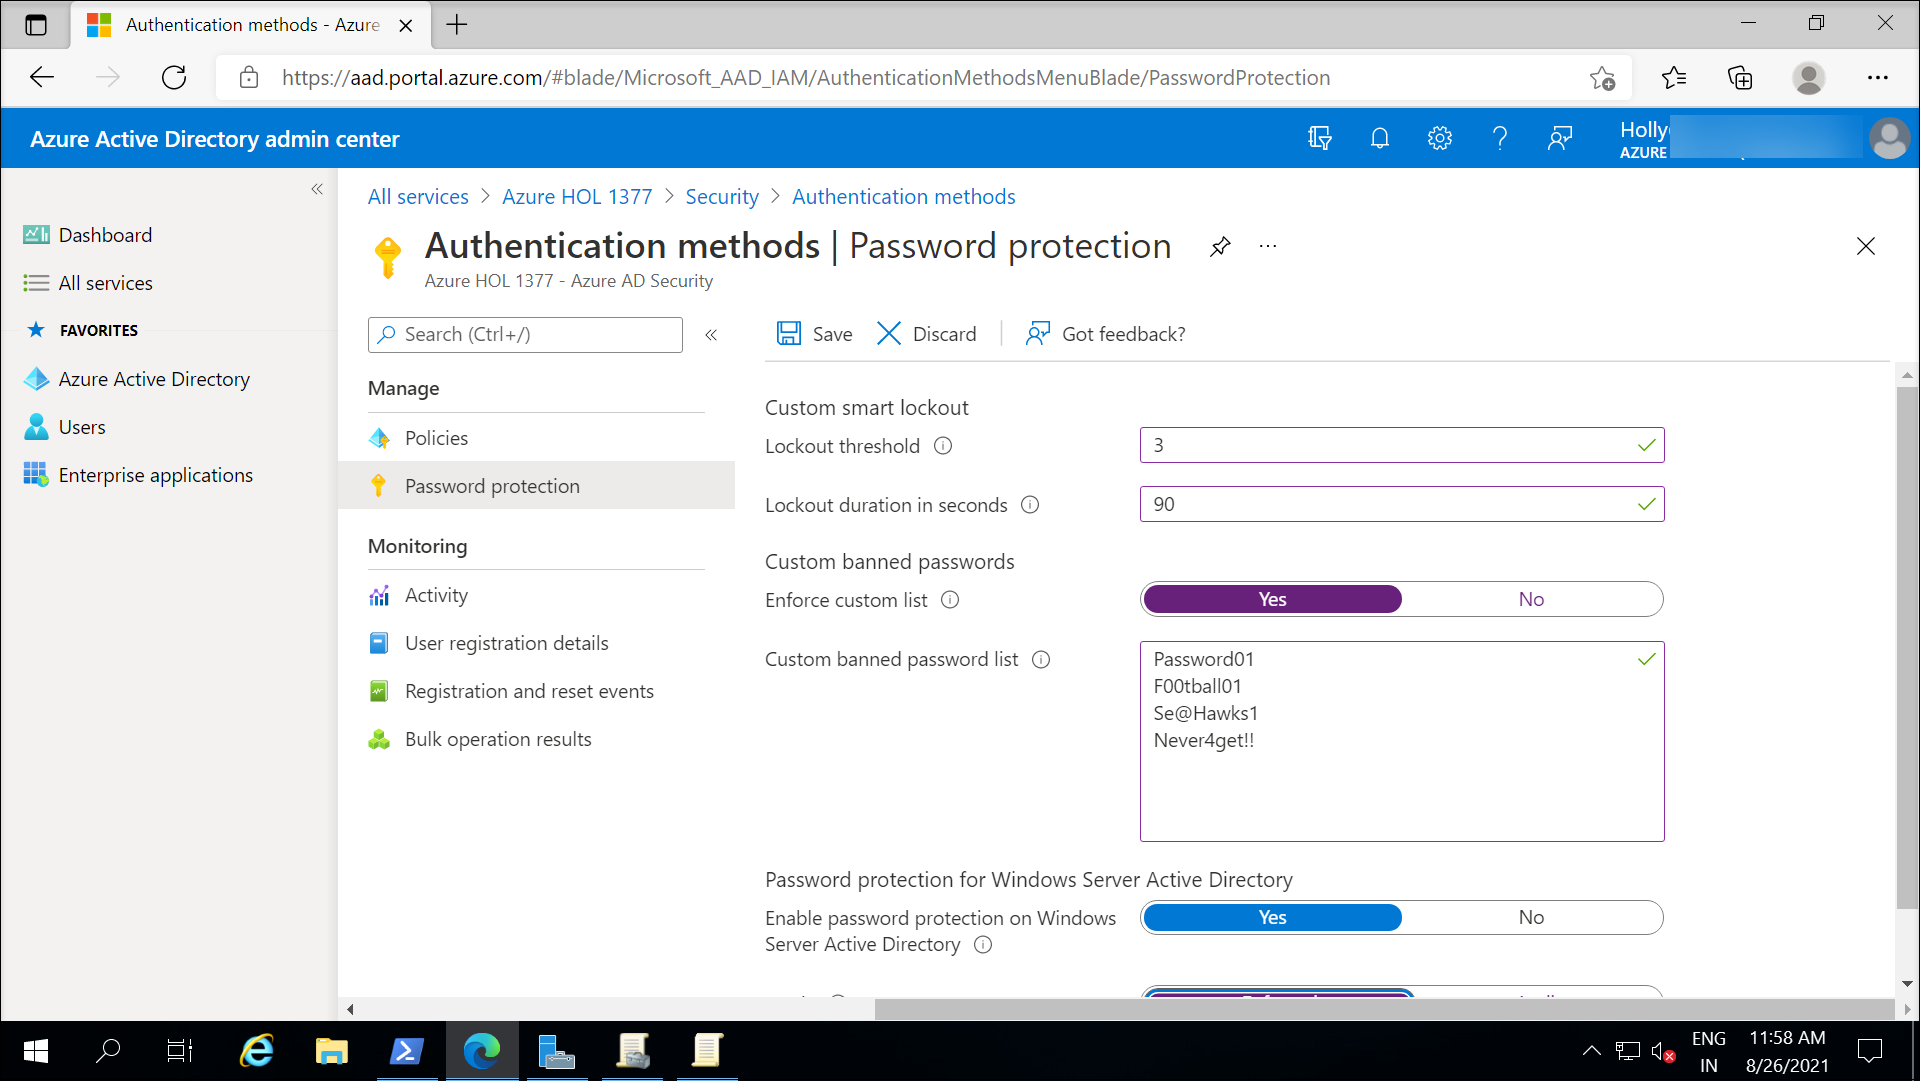 Authentication methods - Azure
https://aad.portal.azure.com/#blade/Microsoft_AAD_IAM/AuthenticationMethodsMenuBlade/PasswordProtection
Azure Active Directory admin center
Holly
AZURE
Dashboard
All services
FAVORITES
Azure Active Directory
Users
Enterprise applications
All services > Azure HOL 1377 > Security > Authentication methods
Authentication methods | Password protection
Azure HOL 1377 - Azure AD Security
Search (Ctrl+/)
Manage
Policies
Password protection
Monitoring
Activity
User registration details
Registration and reset events
Bulk operation results
Save
Discard
Got feedback?
Custom smart lockout
Lockout threshold
3
Lockout duration in seconds
90
Custom banned passwords
Enforce custom list
Yes
No
Custom banned password list
Password01
F00tball01
Se@Hawks1
Never4get!!
Password protection for Windows Server Active Directory
Enable password protection on Windows
Server Active Directory
Yes
No
ENG
IN
11:58 AM
8/26/2021